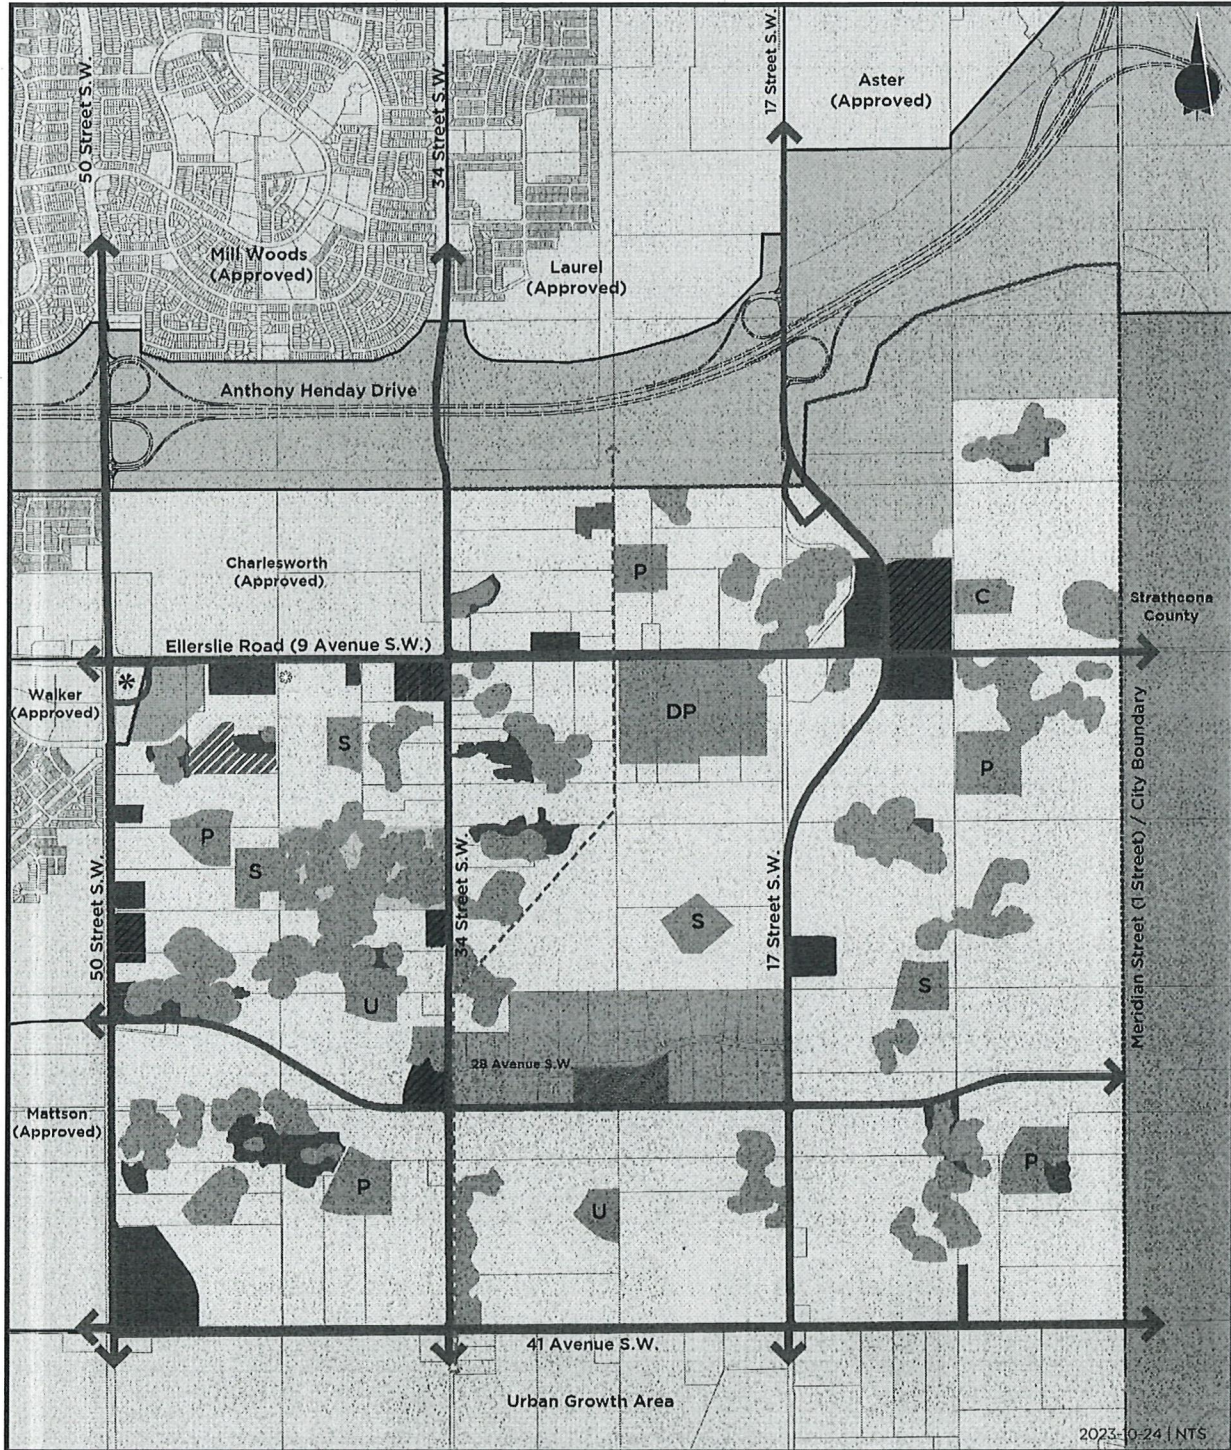 50 Street S.W.
34 Street S.W.
17 Street S.W.
Aster
(Approved)
Mill Woods
(Approved)
Laurel
(Approved)
Anthony Henday Drive
Charlesworth
(Approved)
P
C
Strathcona
County
Ellerslie Road (9 Avenue S.W.)
*
Walker
(Approved)
S
DP
P
P
S
50 Street S.W.
34 Street S.W.
S
17 Street S.W.
S
U
Meridian Street (1 Street) / City Boundary
28 Avenue S.W.
Mattson
(Approved)
P
P
U
41 Avenue S.W.
Urban Growth Area
2023-10-24 | NTS